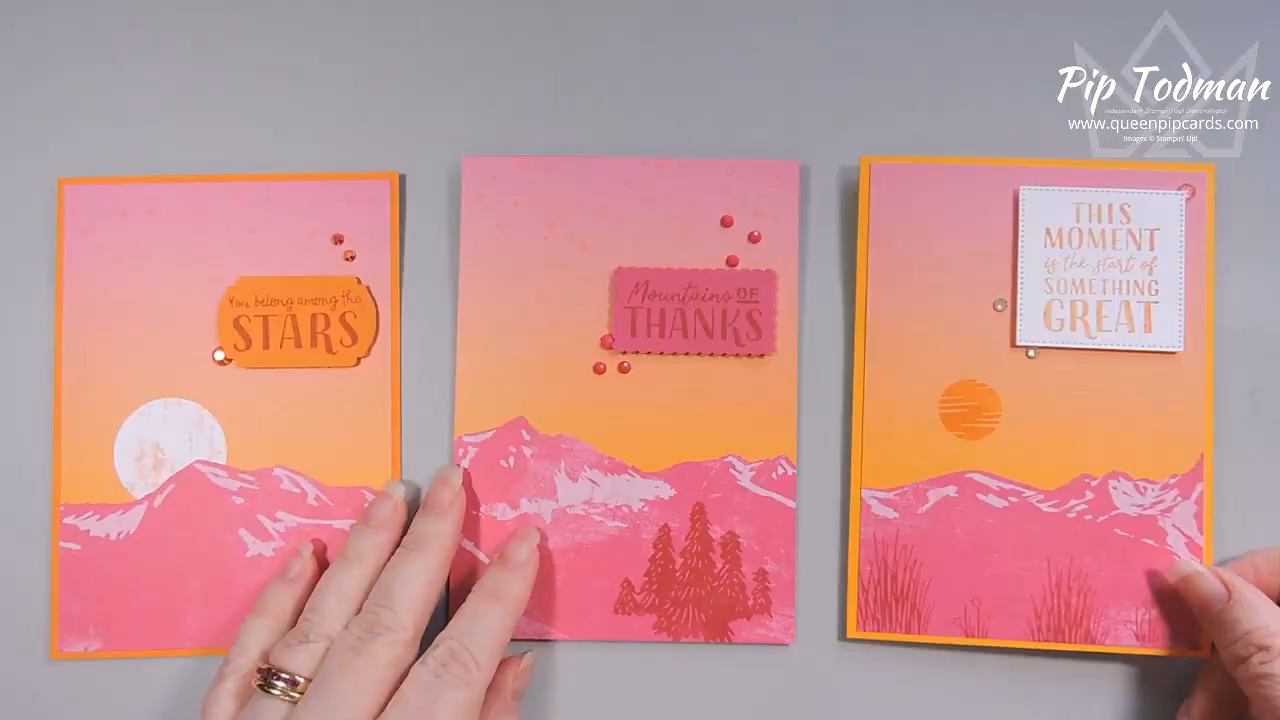 Pip Todman
Independent Stampin' Up! Demonstrator
www.queenpipcards.com
Images © Stampin' Up!
You belong among the
STARS
Mountains OF
THANKS
THIS
MOMENT
is the start of
SOMETHING
GREAT